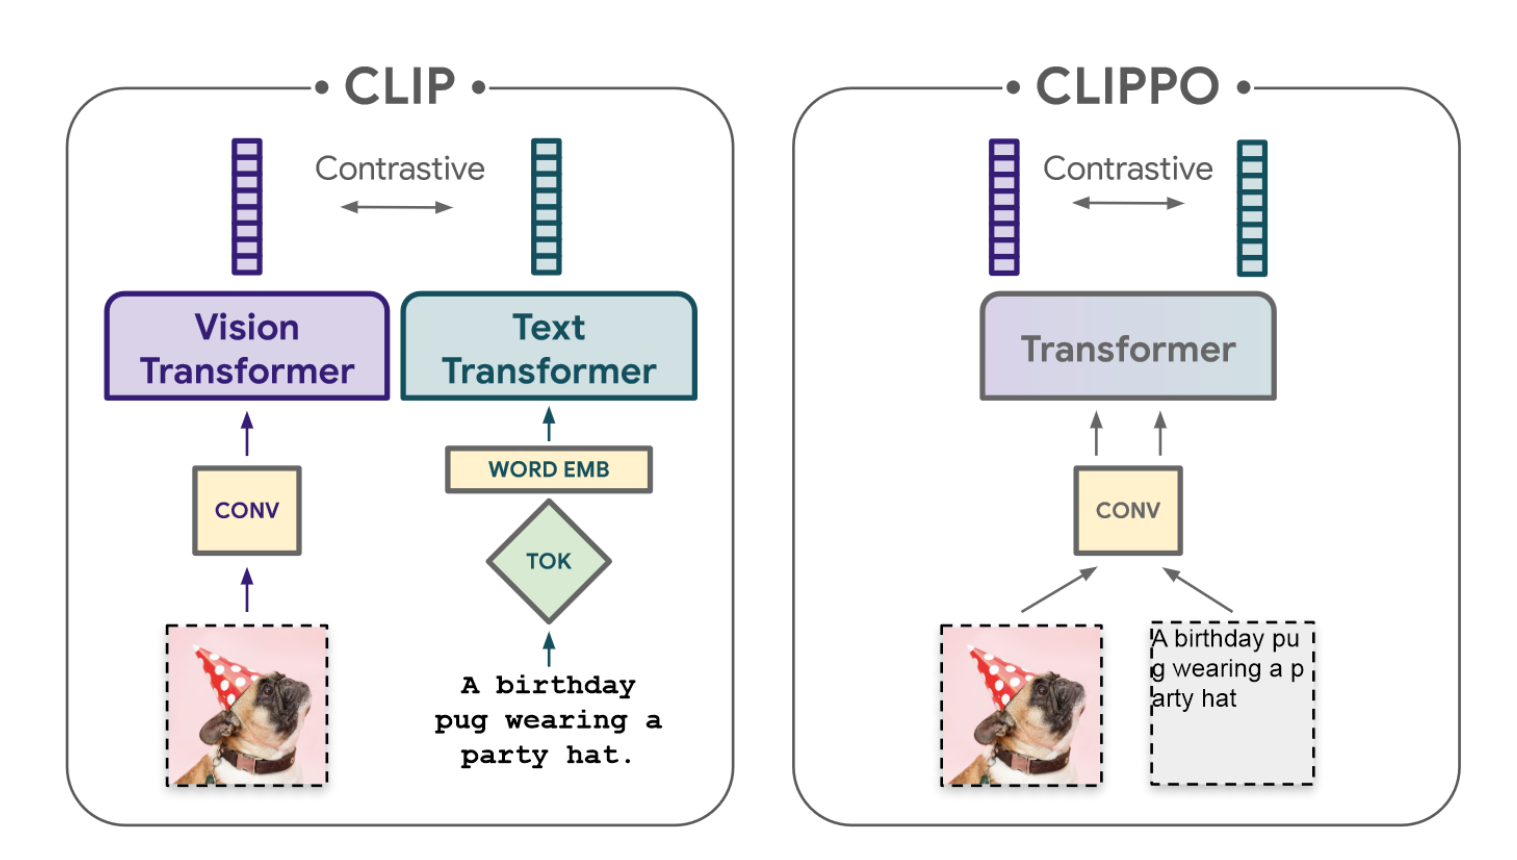 CLIP
Contrastive
Vision
Transformer
Text
Transformer
CONV
WORD EMB
TOK
A birthday
pug wearing a
party hat.
CLIPPO
Contrastive
Transformer
CONV
A birthday pu
g wearing a p
arty hat